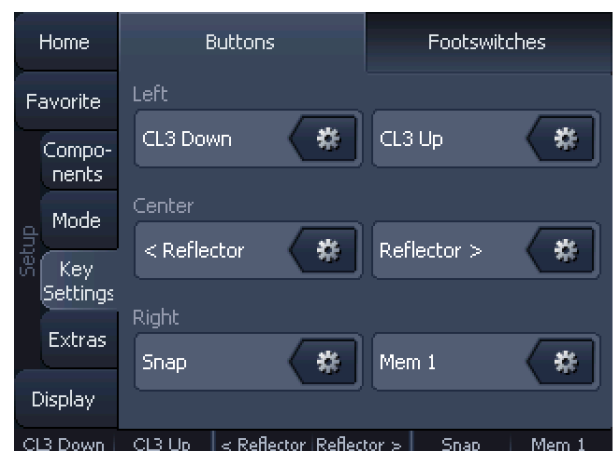 Home
Buttons
Footswitches
Favorite
Left
CL3 Down
CL3 Up
Compo-
nents
Mode
Center
< Reflector
Reflector >
Setup
Key
Settings
Right
Extras
Snap
Mem 1
Display
CL3 Down CL3 Up < Reflector Reflector > Snap Mem 1